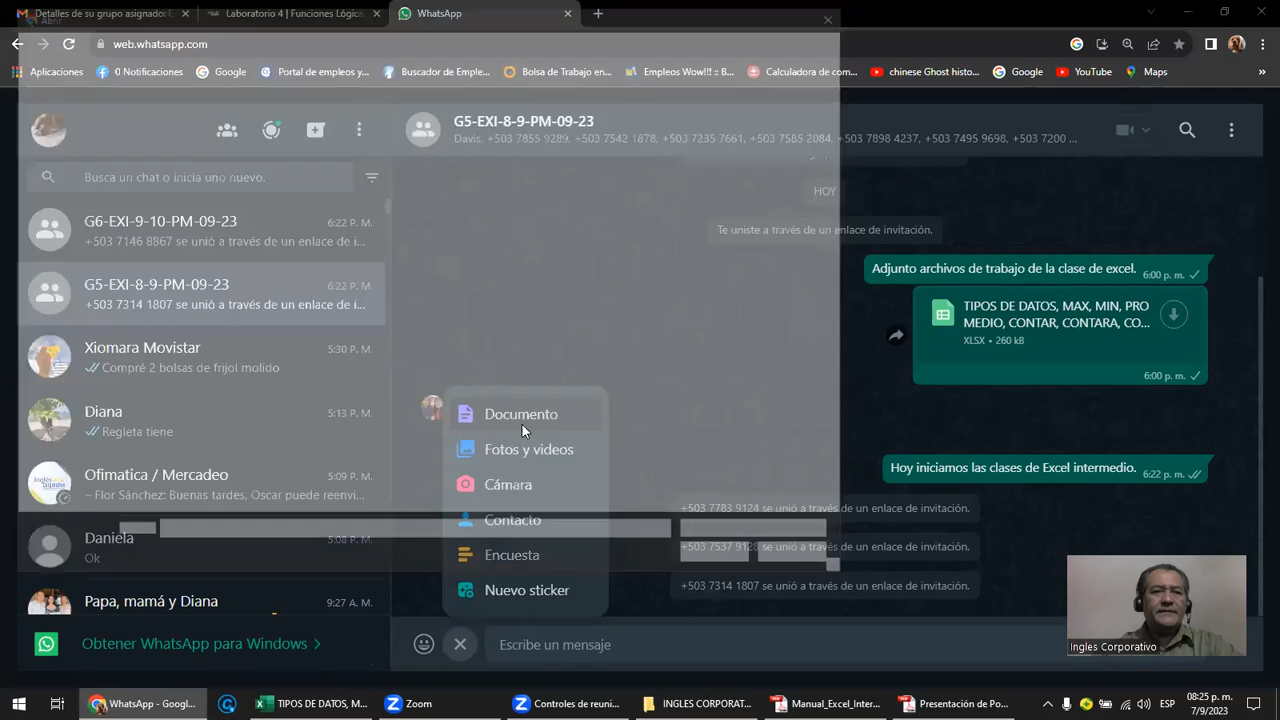 Detalles de su grupo asignado:
Laboratorio 4 | Funciones Lógica
WhatsApp
Abrir
web.whatsapp.com
Aplicaciones
0 Notificaciones
Google
Portal de empleos y...
Buscador de Emple...
Bolsa de Trabajo en...
Empleos Wow!!! :: B...
Calculadora de com...
chinese Ghost histo...
Google
YouTube
Maps
G5-EXI-8-9-PM-09-23
Davis, +503 7855 9289, +503 7542 1878, +503 7235 7661, +503 7585 2084, +503 7898 4237, +503 7495 9698, +503 7200 ...
Busca un chat o inicia uno nuevo.
HOY
G6-EXI-9-10-PM-09-23
6:22 P. M.
+503 7146 8867 se unió a través de un enlace de i...
Te uniste a través de un enlace de invitación.
Adjunto archivos de trabajo de la clase de excel.
6:00 p. m.
G5-EXI-8-9-PM-09-23
6:22 P. M.
+503 7314 1807 se unió a través de un enlace de i...
TIPOS DE DATOS, MAX, MIN, PRO
MEDIO, CONTAR, CONTARA, CO...
XLSX • 260 kB
6:00 p. m.
Xiomara Movistar
5:30 P. M.
Compré 2 bolsas de frijol molido
Diana
5:13 P. M.
Regleta tiene
Documento
Fotos y videos
Cámara
Contacto
Encuesta
Nuevo sticker
Ofimatica / Mercadeo
5:09 P. M.
~ Flor Sánchez: Buenas tardes, Oscar puede reenvi...
Hoy iniciamos las clases de Excel intermedio.
6:22 p. m.
+503 7783 9124 se unió a través de un enlace de invitación.
Daniela
5:08 P. M.
Ok
+503 7537 9128 se unió a través de un enlace de invitación.
+503 7314 1807 se unió a través de un enlace de invitación.
Papa, mamá y Diana
9:27 A. M.
Obtener WhatsApp para Windows
Escribe un mensaje
Ingles Corporativo
WhatsApp - Googl...
TIPOS DE DATOS, M...
Zoom
Controles de reuni...
INGLES CORPORAT...
Manual_Excel_Inter...
Presentación de Po...
ESP
08:25 p. m.
7/9/2023